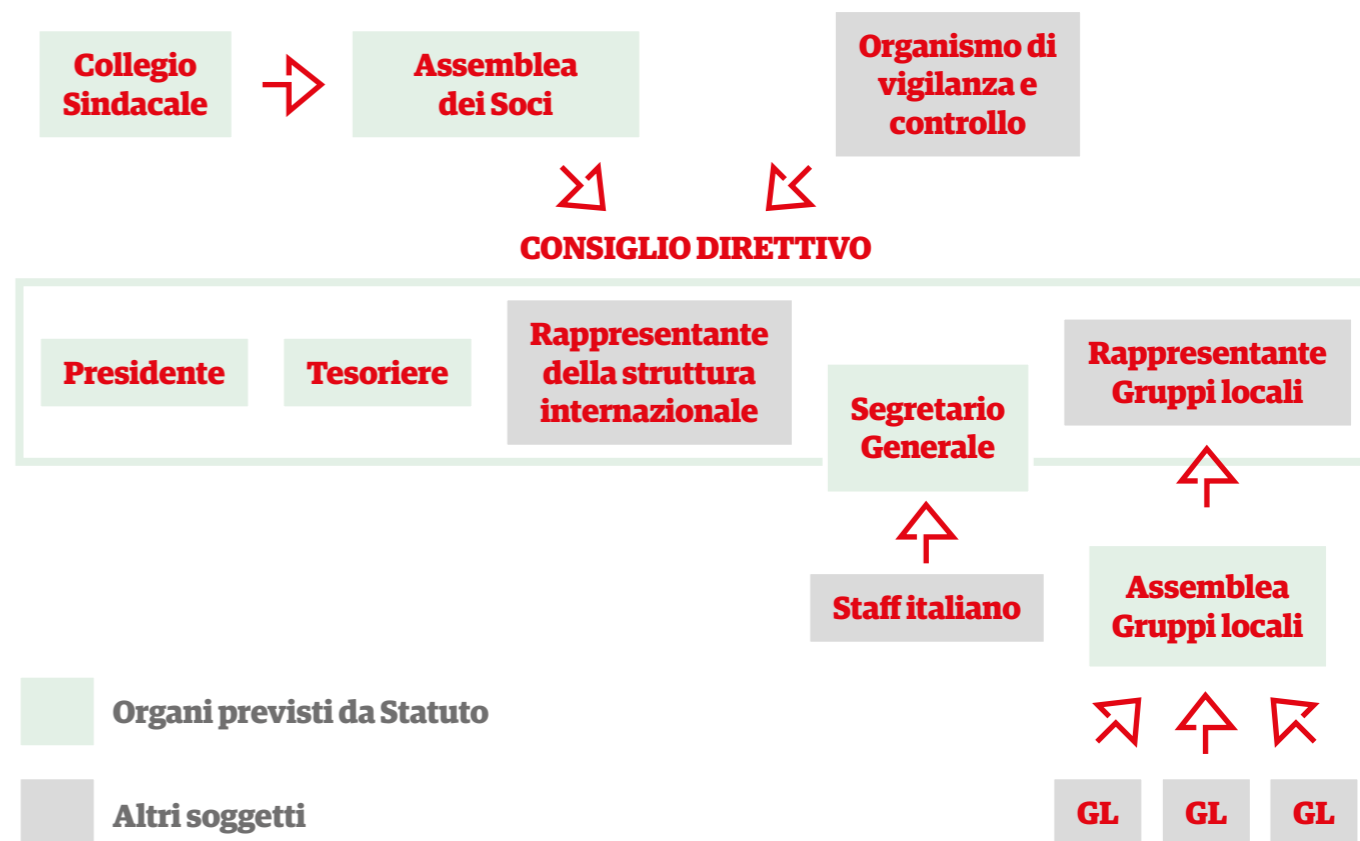 Collegio
Sindacale
Assemblea
dei Soci
Organismo di
vigilanza e
controllo
CONSIGLIO DIRETTIVO
Presidente
Tesoriere
Rappresentante
della struttura
internazionale
Segretario
Generale
Rappresentante
Gruppi locali
Staff italiano
Assemblea
Gruppi locali
Organi previsti da Statuto
Altri soggetti
GL
GL
GL